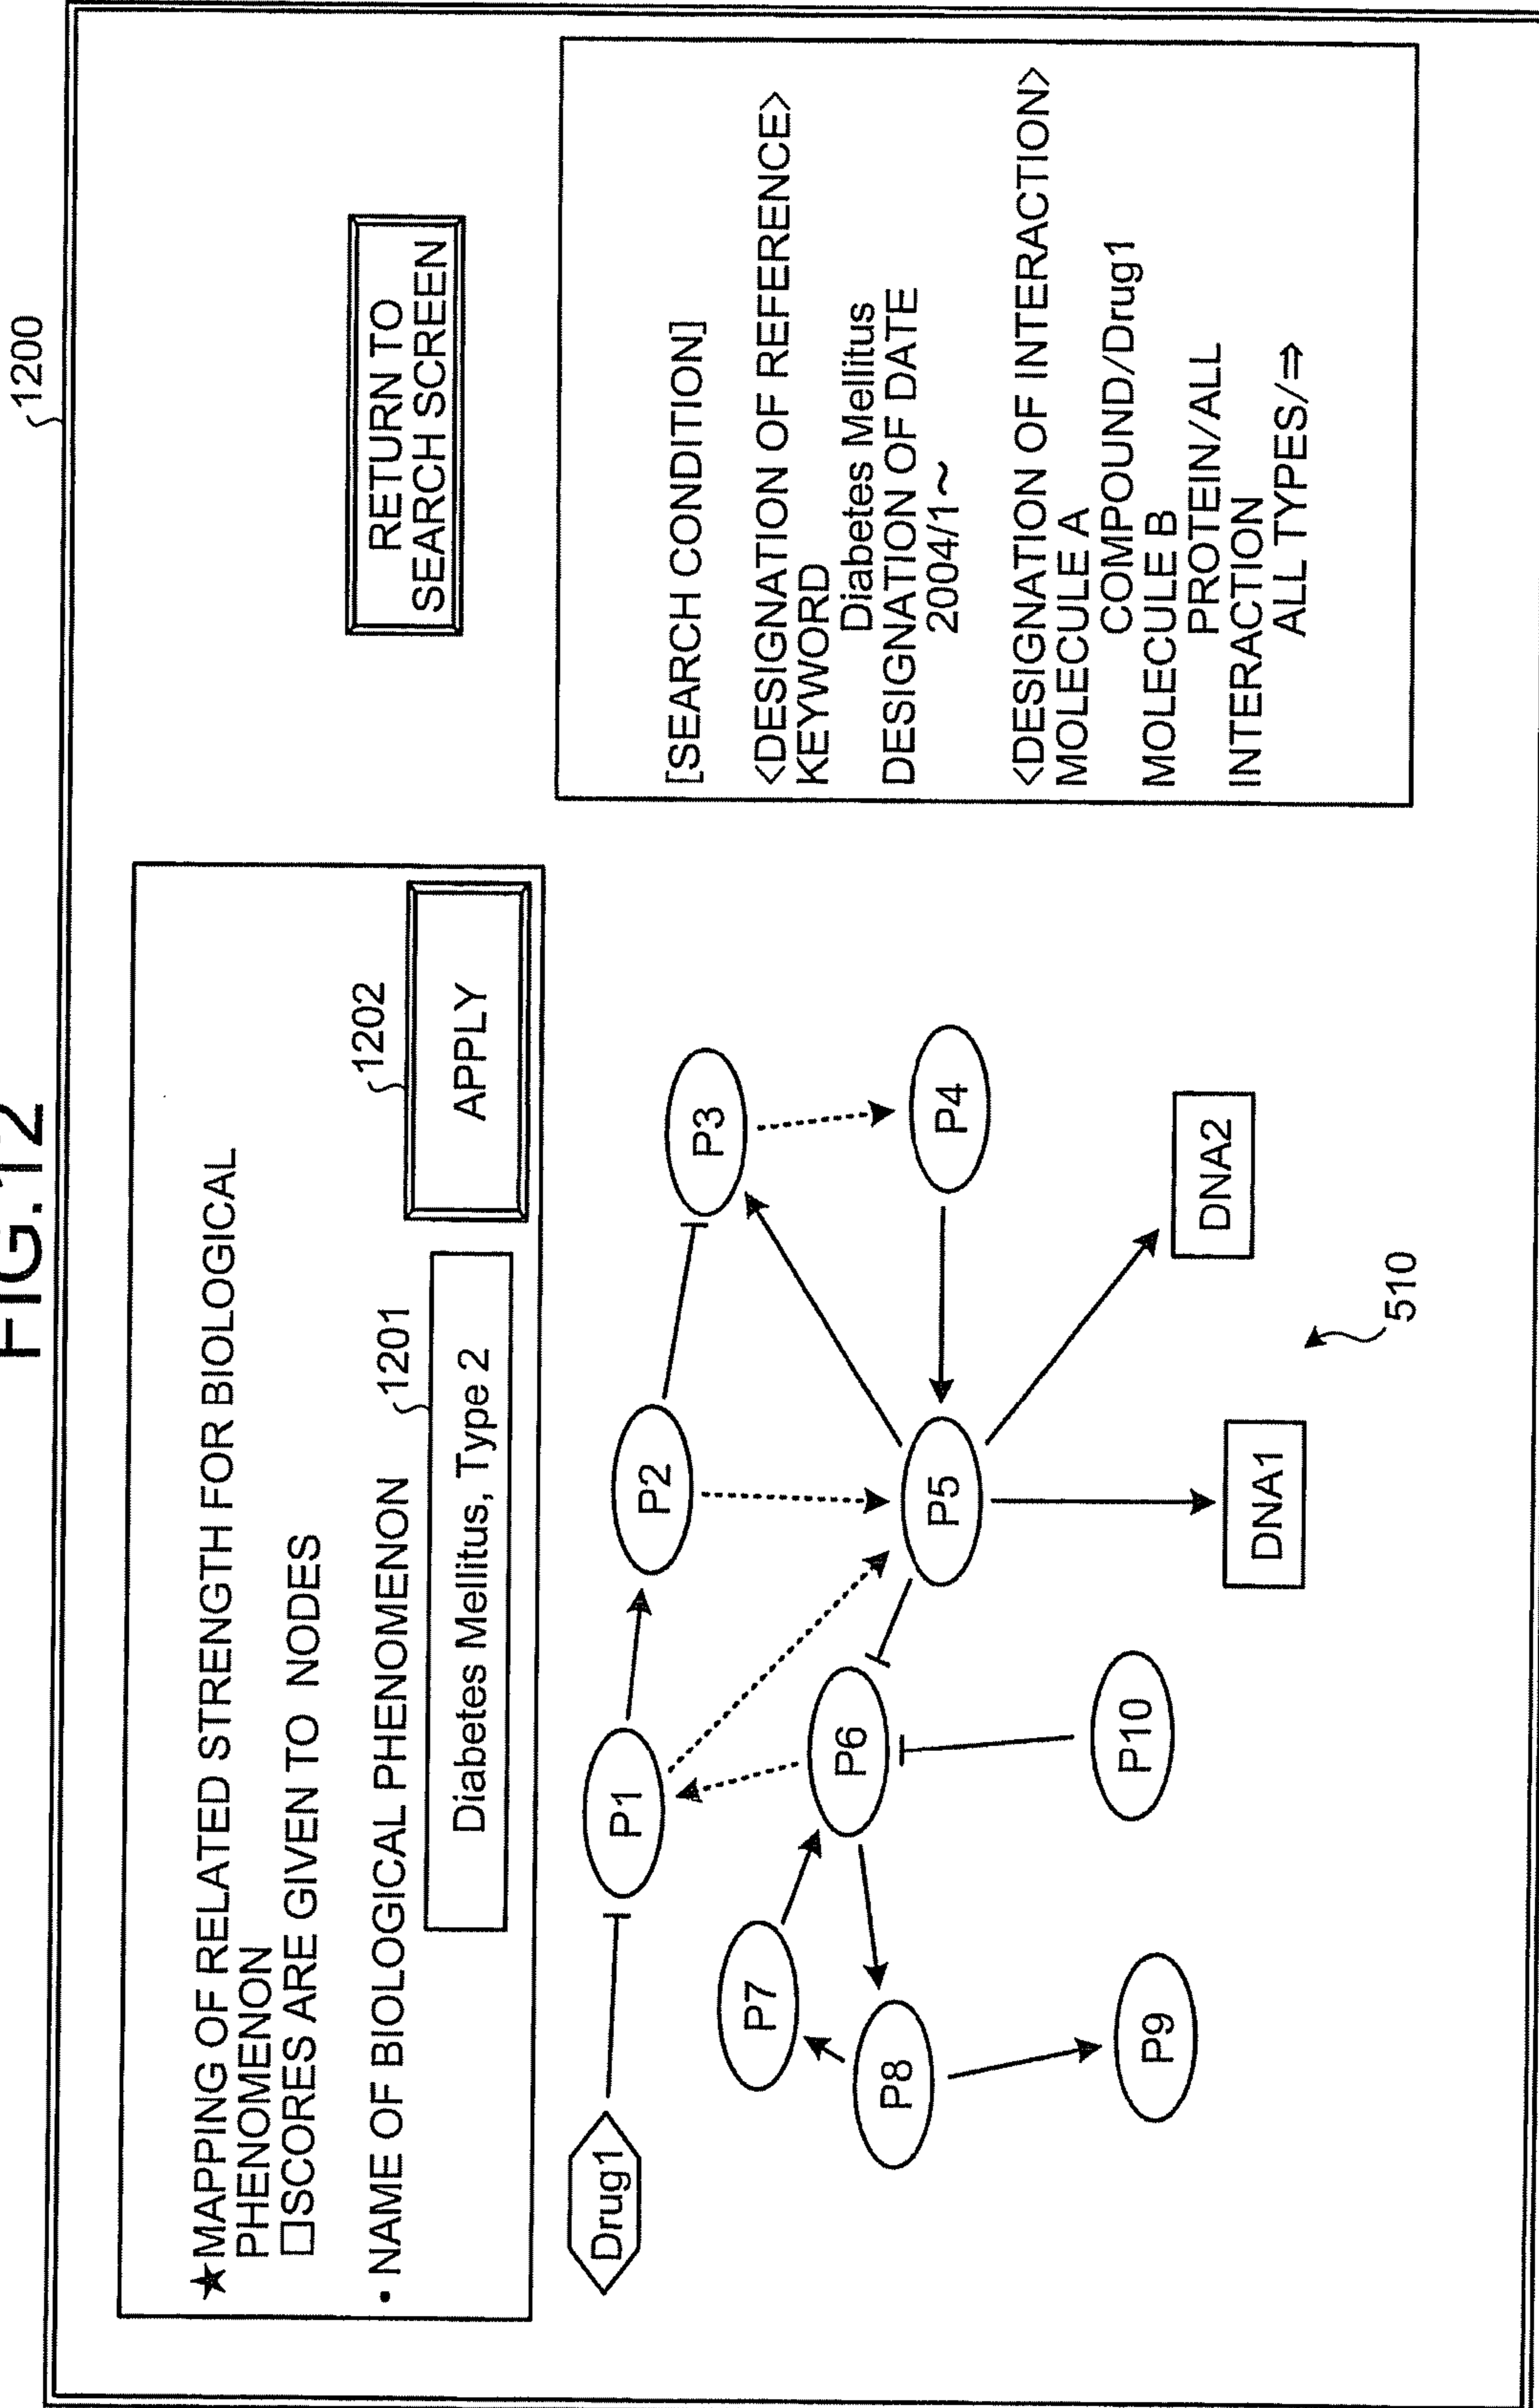 FIG.12
1200
★MAPPING OF RELATED STRENGTH FOR BIOLOGICAL
PHENOMENON
□SCORES ARE GIVEN TO NODES
• NAME OF BIOLOGICAL PHENOMENON
1201
Diabetes Mellitus, Type 2
1202
APPLY
RETURN TO
SEARCH SCREEN
Drug1
P1
P2
P3
P7
P6
P8
P5
P4
P9
P10
DNA1
DNA2
510
[SEARCH CONDITION]
<DESIGNATION OF REFERENCE>
KEYWORD
Diabetes Mellitus
DESIGNATION OF DATE
2004/1~
<DESIGNATION OF INTERACTION>
MOLECULE A
COMPOUND/Drug1
MOLECULE B
PROTEIN/ALL
INTERACTION
ALL TYPES/⇒